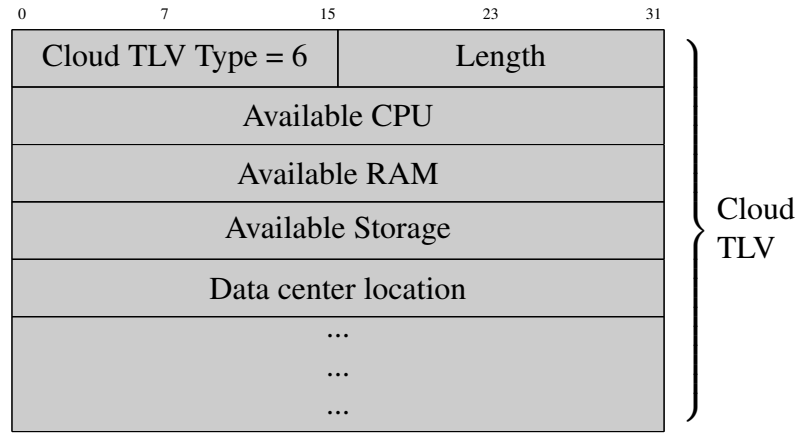 0 7 15 23 31
Cloud TLV Type = 6 Length
Available CPU
Available RAM
Available Storage
Data center location
...
...
...
Cloud
TLV